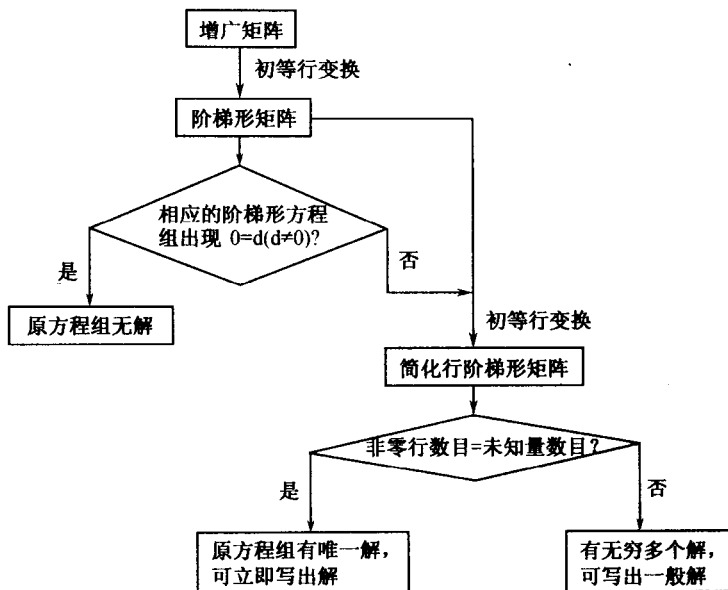 增广矩阵
初等行变换
阶梯形矩阵
相应的阶梯形方程
组出现 0=d(d≠0)?
是
否
原方程组无解
初等行变换
简化行阶梯形矩阵
非零行数目=未知量数目?
是
否
原方程组有唯一解，
可立即写出解
有无穷多个解，
可写出一般解